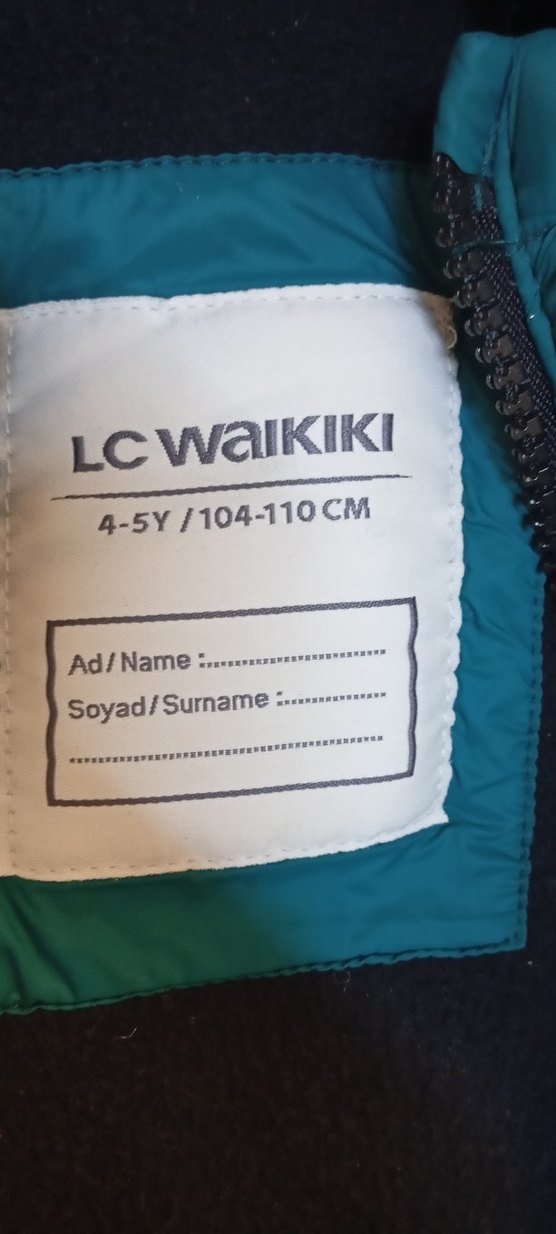 LC WAIKIKI
4-5Y / 104-110 CM
Ad / Name :..............................
Soyad / Surname :..................
..................................................